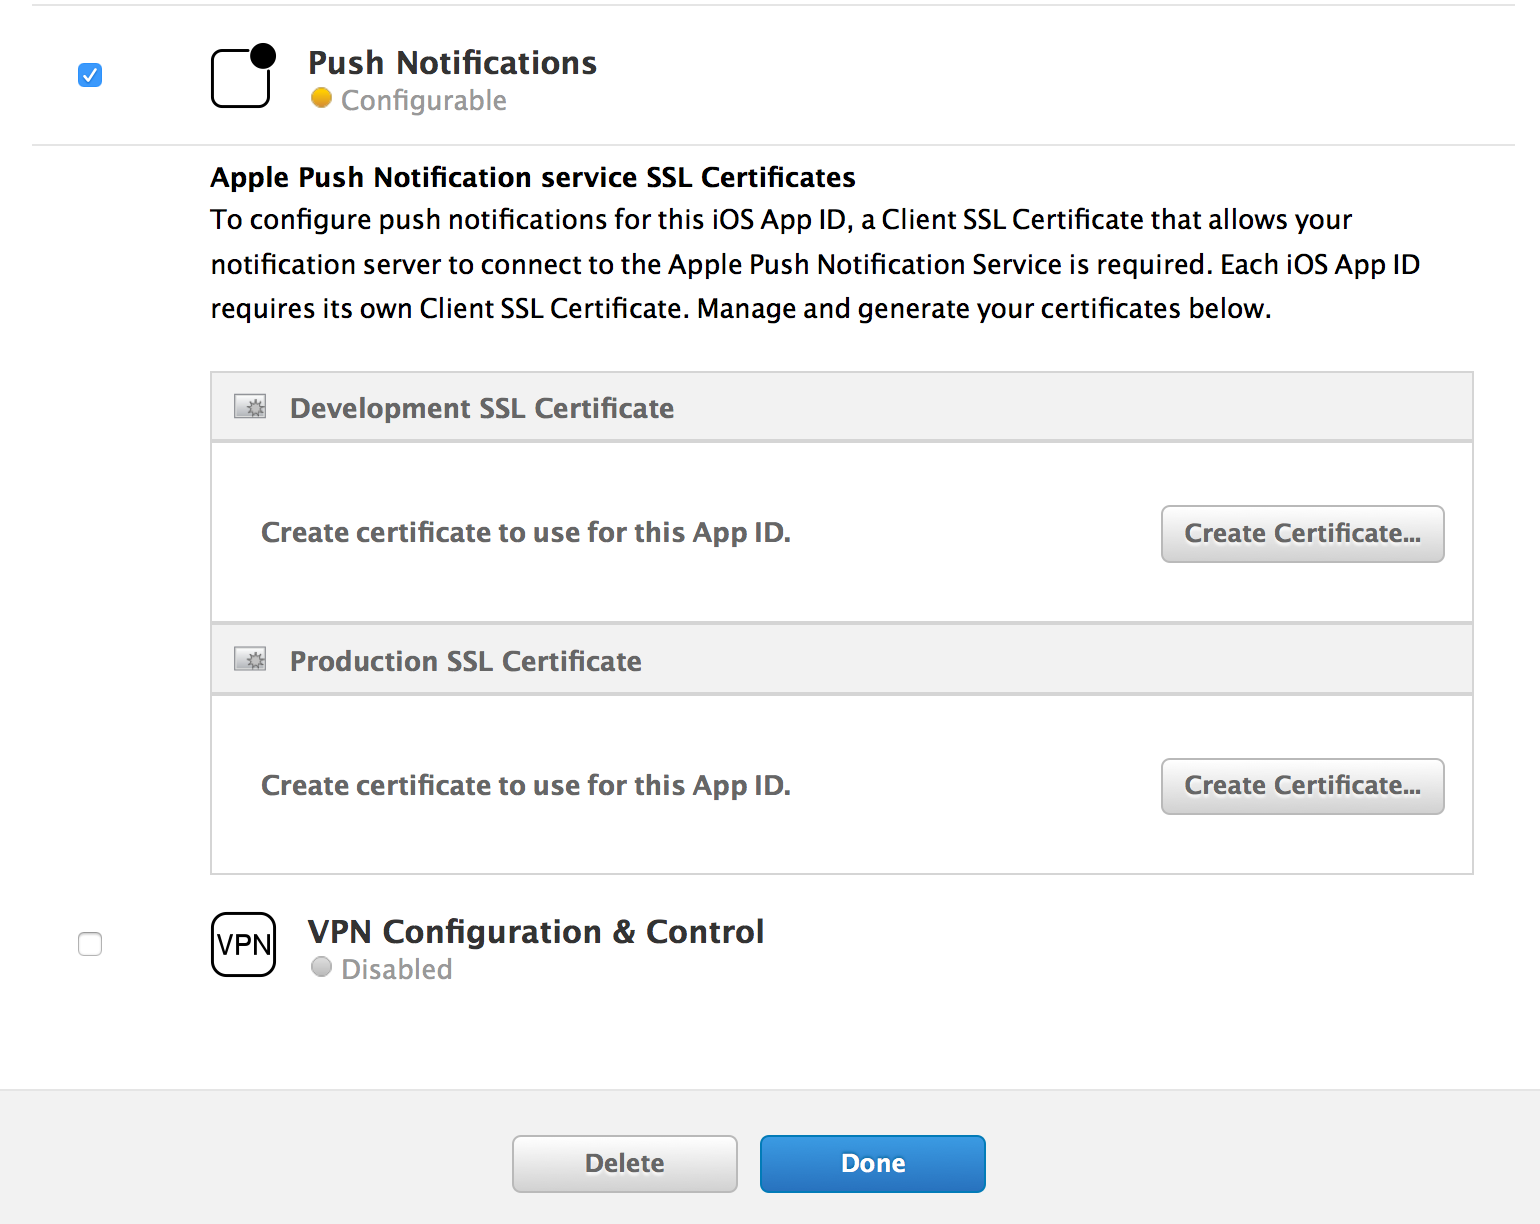 Push Notifications
Configurable
Apple Push Notification service SSL Certificates
To configure push notifications for this iOS App ID, a Client SSL Certificate that allows your
notification server to connect to the Apple Push Notification Service is required. Each iOS App ID
requires its own Client SSL Certificate. Manage and generate your certificates below.
Development SSL Certificate
Create certificate to use for this App ID.
Create Certificate...
Production SSL Certificate
Create certificate to use for this App ID.
Create Certificate...
VPN
VPN Configuration & Control
Disabled
Delete
Done